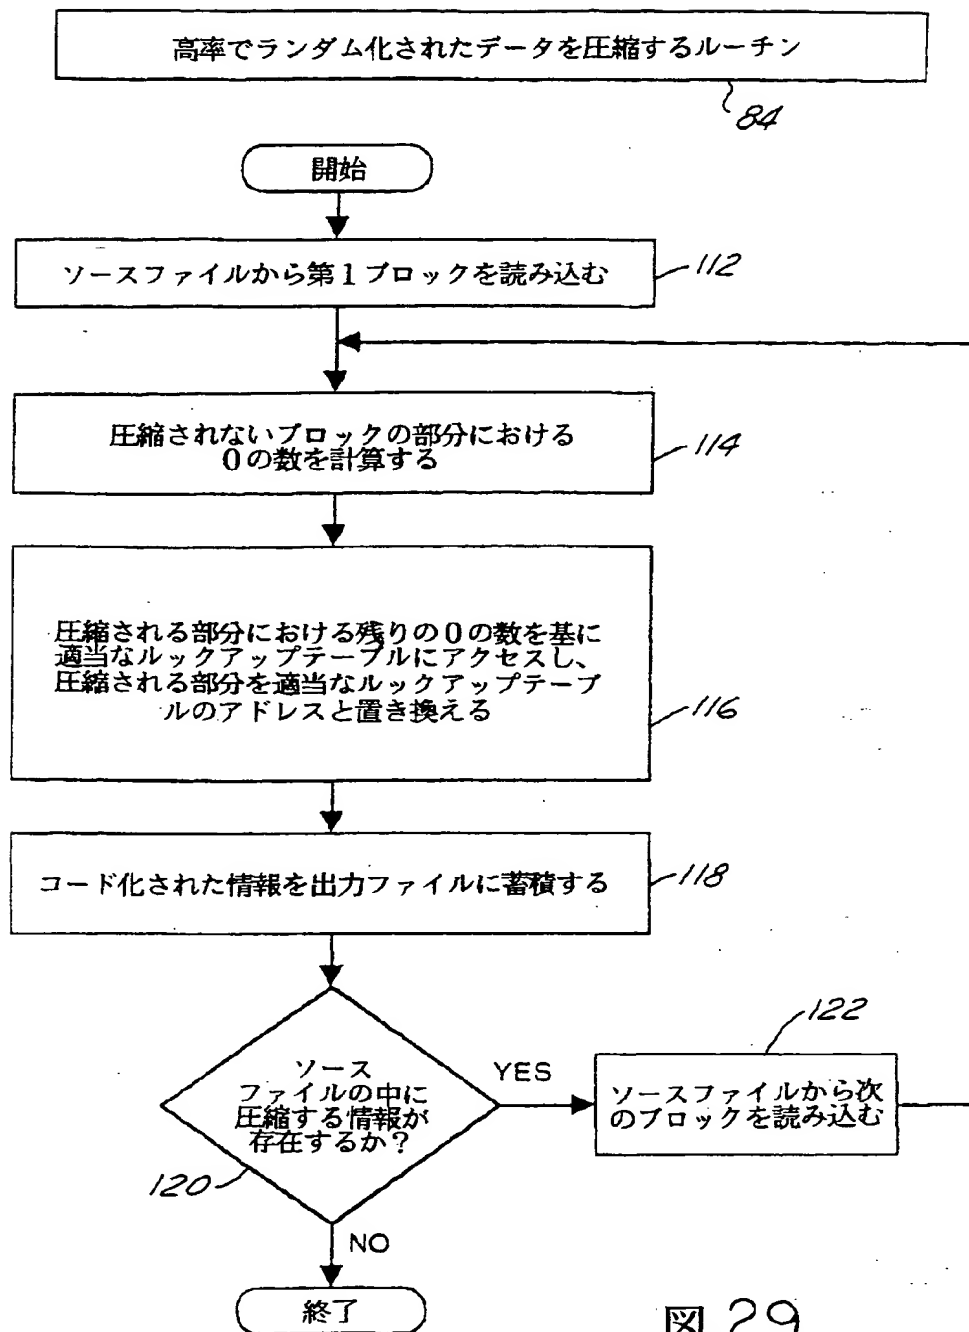 高率でランダム化されたデータを圧縮するルーチン
84
開始
ソースファイルから第1ブロックを読み込む
112
圧縮されないブロックの部分における
0の数を計算する
114
圧縮される部分における残りの0の数を基に
適当なルックアップテーブルにアクセスし、
圧縮される部分を適当なルックアップテーブ
ルのアドレスと置き換える
116
コード化された情報を出力ファイルに蓄積する
118
ソース
ファイルの中に
圧縮する情報が
存在するか?
120
YES
122
ソースファイルから次
のブロックを読み込む
NO
終了
図 29